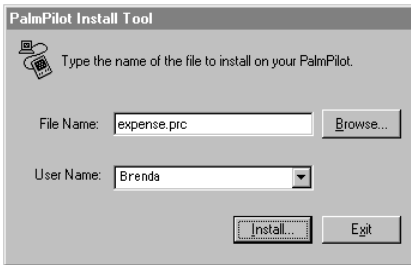 PalmPilot Install Tool
Type the name of the file to install on your PalmPilot.
File Name: expense.prc Browse...
User Name: Brenda
Install... Exit